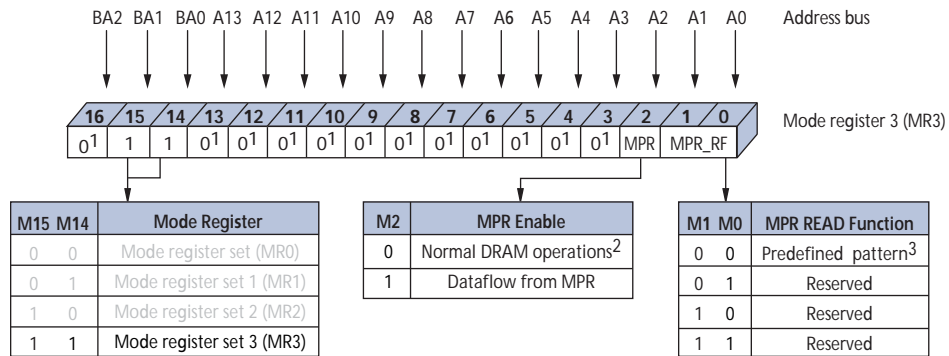 BA2 BA1 BA0 A13 A12 A11 A10 A9 A8 A7 A6 A5 A4 A3 A2 A1 A0 Address bus
16 15 14 13 12 11 10 9 8 7 6 5 4 3 2 1 0
Mode register 3 (MR3)
0¹ 1 1 0¹ 0¹ 0¹ 0¹ 0¹ 0¹ 0¹ 0¹ 0¹ 0¹ 0¹ MPR MPR_RF
M15 M14 Mode Register
0 0 Mode register set (MR0)
0 1 Mode register set 1 (MR1)
1 0 Mode register set 2 (MR2)
1 1 Mode register set 3 (MR3)
M2 MPR Enable
0 Normal DRAM operations²
1 Dataflow from MPR
M1 M0 MPR READ Function
0 0 Predefined pattern³
0 1 Reserved
1 0 Reserved
1 1 Reserved